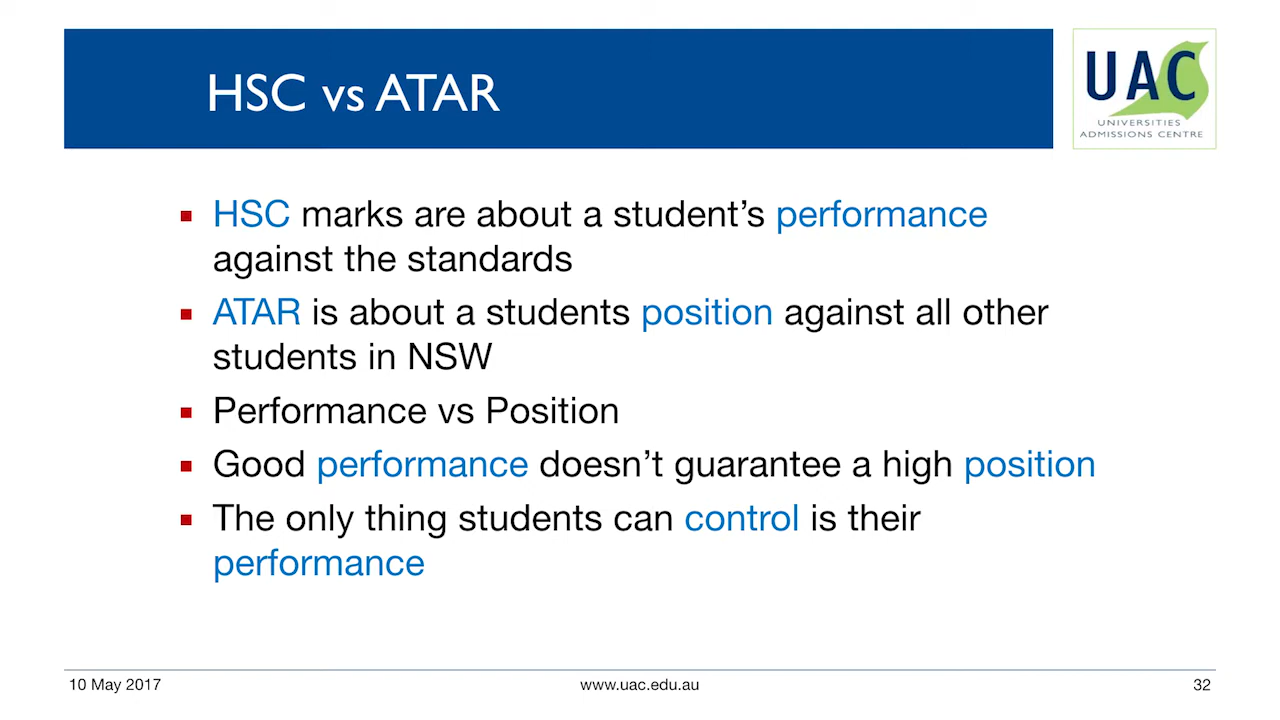 HSC vs ATAR
UAC
UNIVERSITIES
ADMISSIONS CENTRE
HSC marks are about a student’s performance
against the standards
ATAR is about a students position against all other
students in NSW
Performance vs Position
Good performance doesn’t guarantee a high position
The only thing students can control is their
performance
10 May 2017
www.uac.edu.au
32